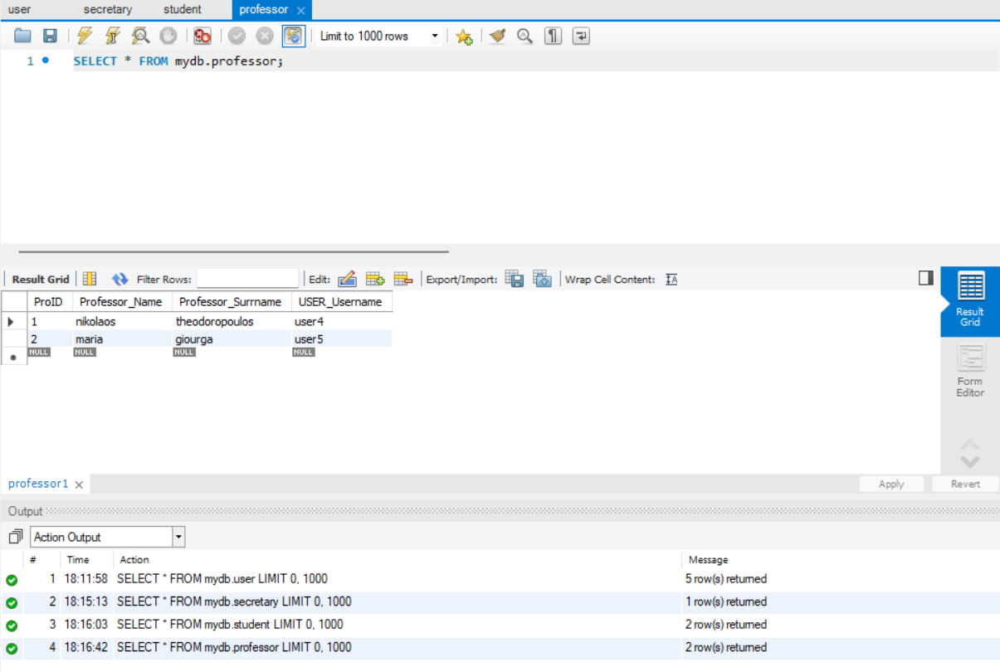 user secretary student professor
Limit to 1000 rows
1 SELECT * FROM mydb.professor;
Result Grid Filter Rows: Edit: Export/Import: Wrap Cell Content:
Result Grid
Form Editor
ProID Professor_Name Professor_Surrname USER_Username
1 nikolaos theodoropoulos user4
2 maria giourga user5
NULL NULL NULL NULL
professor1 Apply Revert
Output
Action Output
# Time Action Message
1 18:11:58 SELECT * FROM mydb.user LIMIT 0, 1000 5 row(s) returned
2 18:15:13 SELECT * FROM mydb.secretary LIMIT 0, 1000 1 row(s) returned
3 18:16:03 SELECT * FROM mydb.student LIMIT 0, 1000 2 row(s) returned
4 18:16:42 SELECT * FROM mydb.professor LIMIT 0, 1000 2 row(s) returned